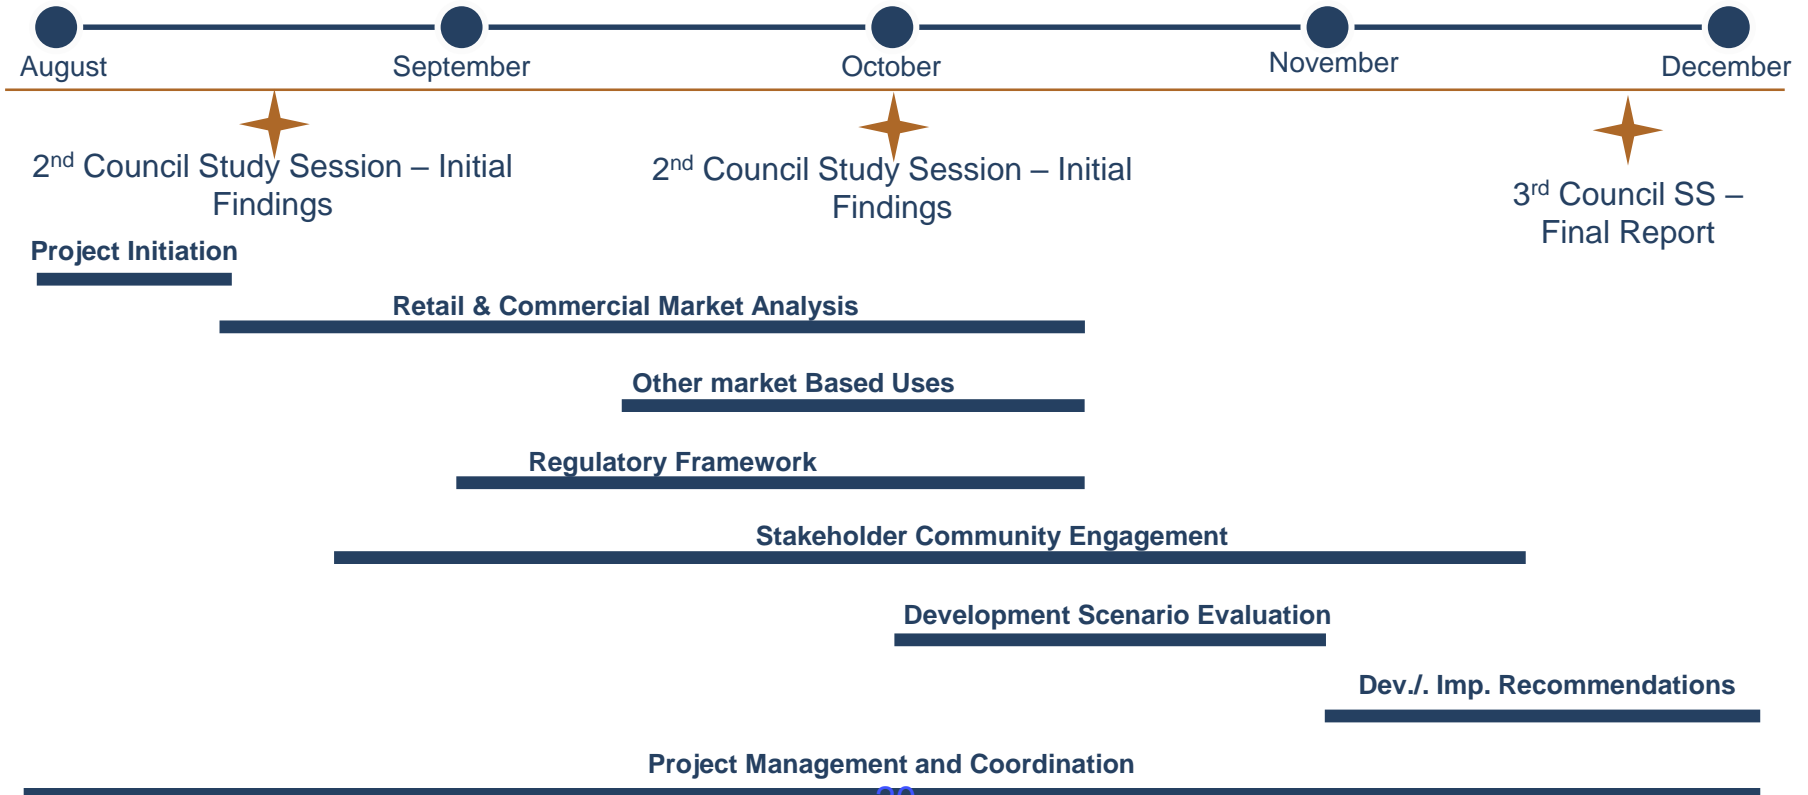 August
September
October
November
December
2nd Council Study Session – Initial
Findings
2nd Council Study Session – Initial
Findings
3rd Council SS –
Final Report
Project Initiation
Retail & Commercial Market Analysis
Other market Based Uses
Regulatory Framework
Stakeholder Community Engagement
Development Scenario Evaluation
Dev./. Imp. Recommendations
Project Management and Coordination